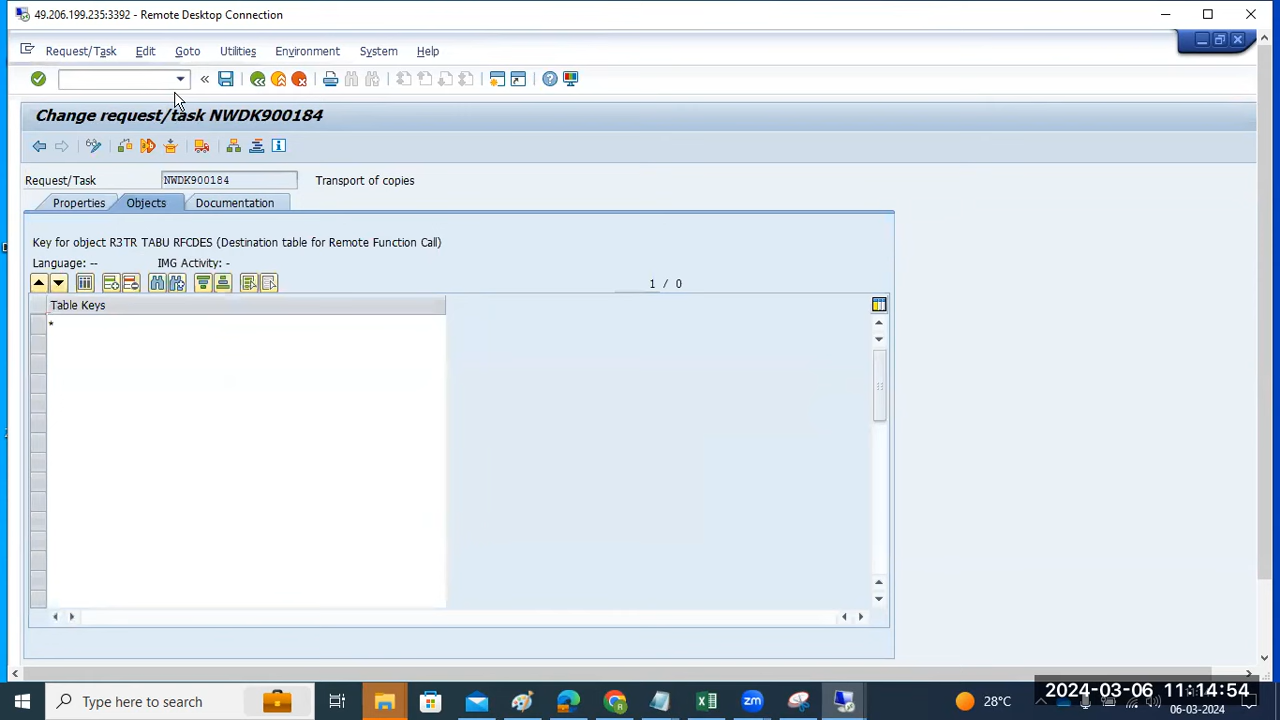 49.206.199.235:3392 - Remote Desktop Connection
Request/Task Edit Goto Utilities Environment System Help
Change request/task NWDK900184
Request/Task NWDK900184 Transport of copies
Properties Objects Documentation
Key for object R3TR TABU RFCDES (Destination table for Remote Function Call)
Language: -- IMG Activity: -
1 / 0
Table Keys
*
Type here to search
28°C
2024-03-06 11:14:54
06-03-2024